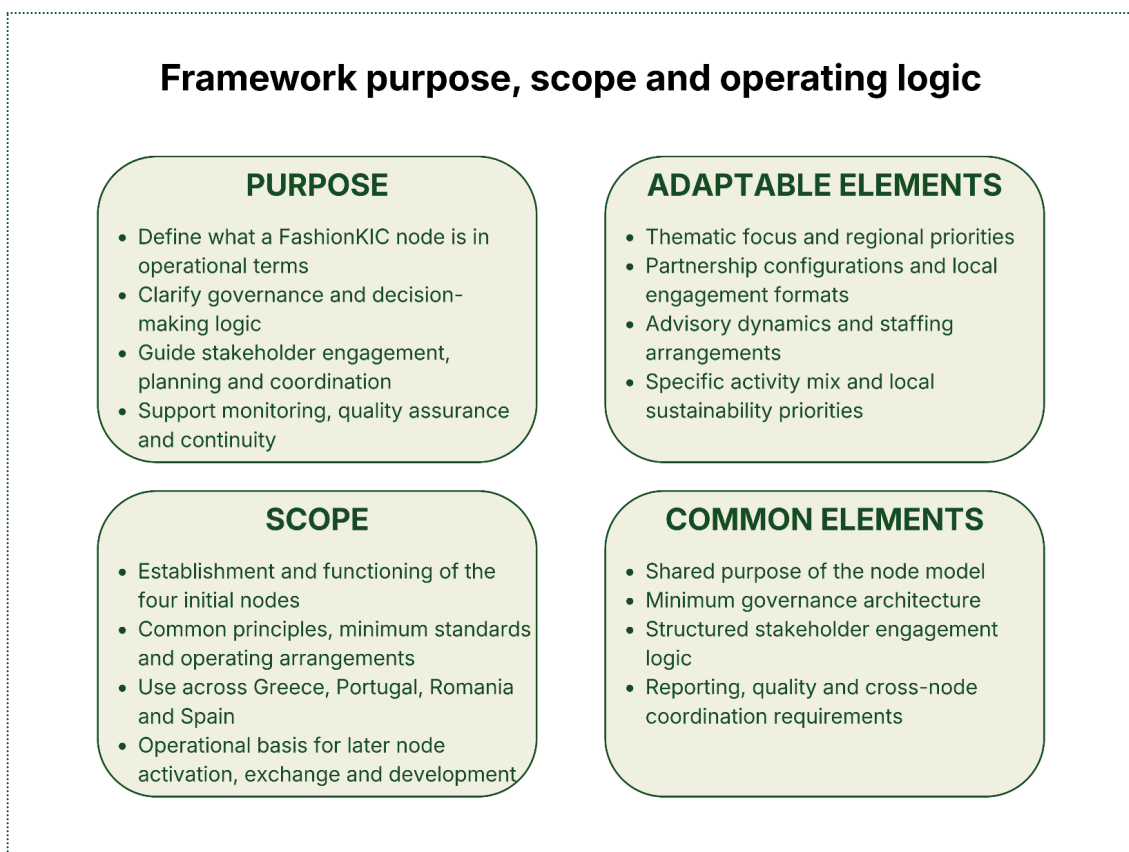 Framework purpose, scope and operating logic
PURPOSE
• Define what a FashionKIC node is in
operational terms
• Clarify governance and decision-
making logic
• Guide stakeholder engagement,
planning and coordination
• Support monitoring, quality assurance
and continuity
ADAPTABLE ELEMENTS
• Thematic focus and regional priorities
• Partnership configurations and local
engagement formats
• Advisory dynamics and staffing
arrangements
• Specific activity mix and local
sustainability priorities
SCOPE
• Establishment and functioning of the
four initial nodes
• Common principles, minimum standards
and operating arrangements
• Use across Greece, Portugal, Romania
and Spain
• Operational basis for later node
activation, exchange and development
COMMON ELEMENTS
• Shared purpose of the node model
• Minimum governance architecture
• Structured stakeholder engagement
logic
• Reporting, quality and cross-node
coordination requirements